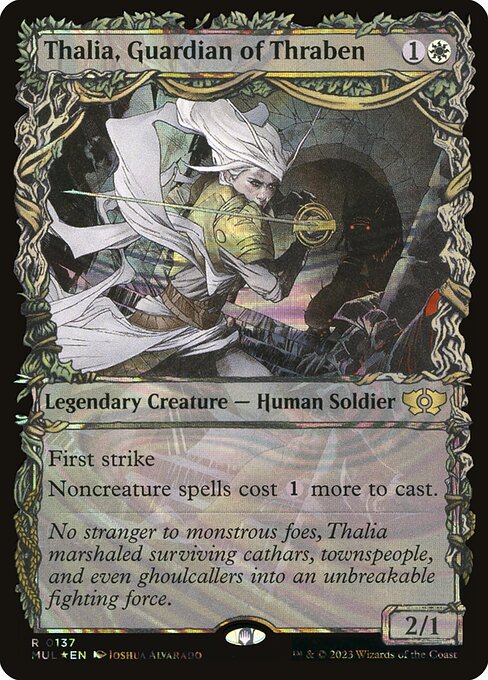 Thalia, Guardian of Thraben 1
Legendary Creature — Human Soldier
First strike
Noncreature spells cost 1 more to cast.
No stranger to monstrous foes, Thalia
marshaled surviving cathars, townspeople,
and even ghoulcallers into an unbreakable
fighting force.
2/1
R 0137
MUL ★ EN Joshua Alvarado
™ & © 2023 Wizards of the Coast